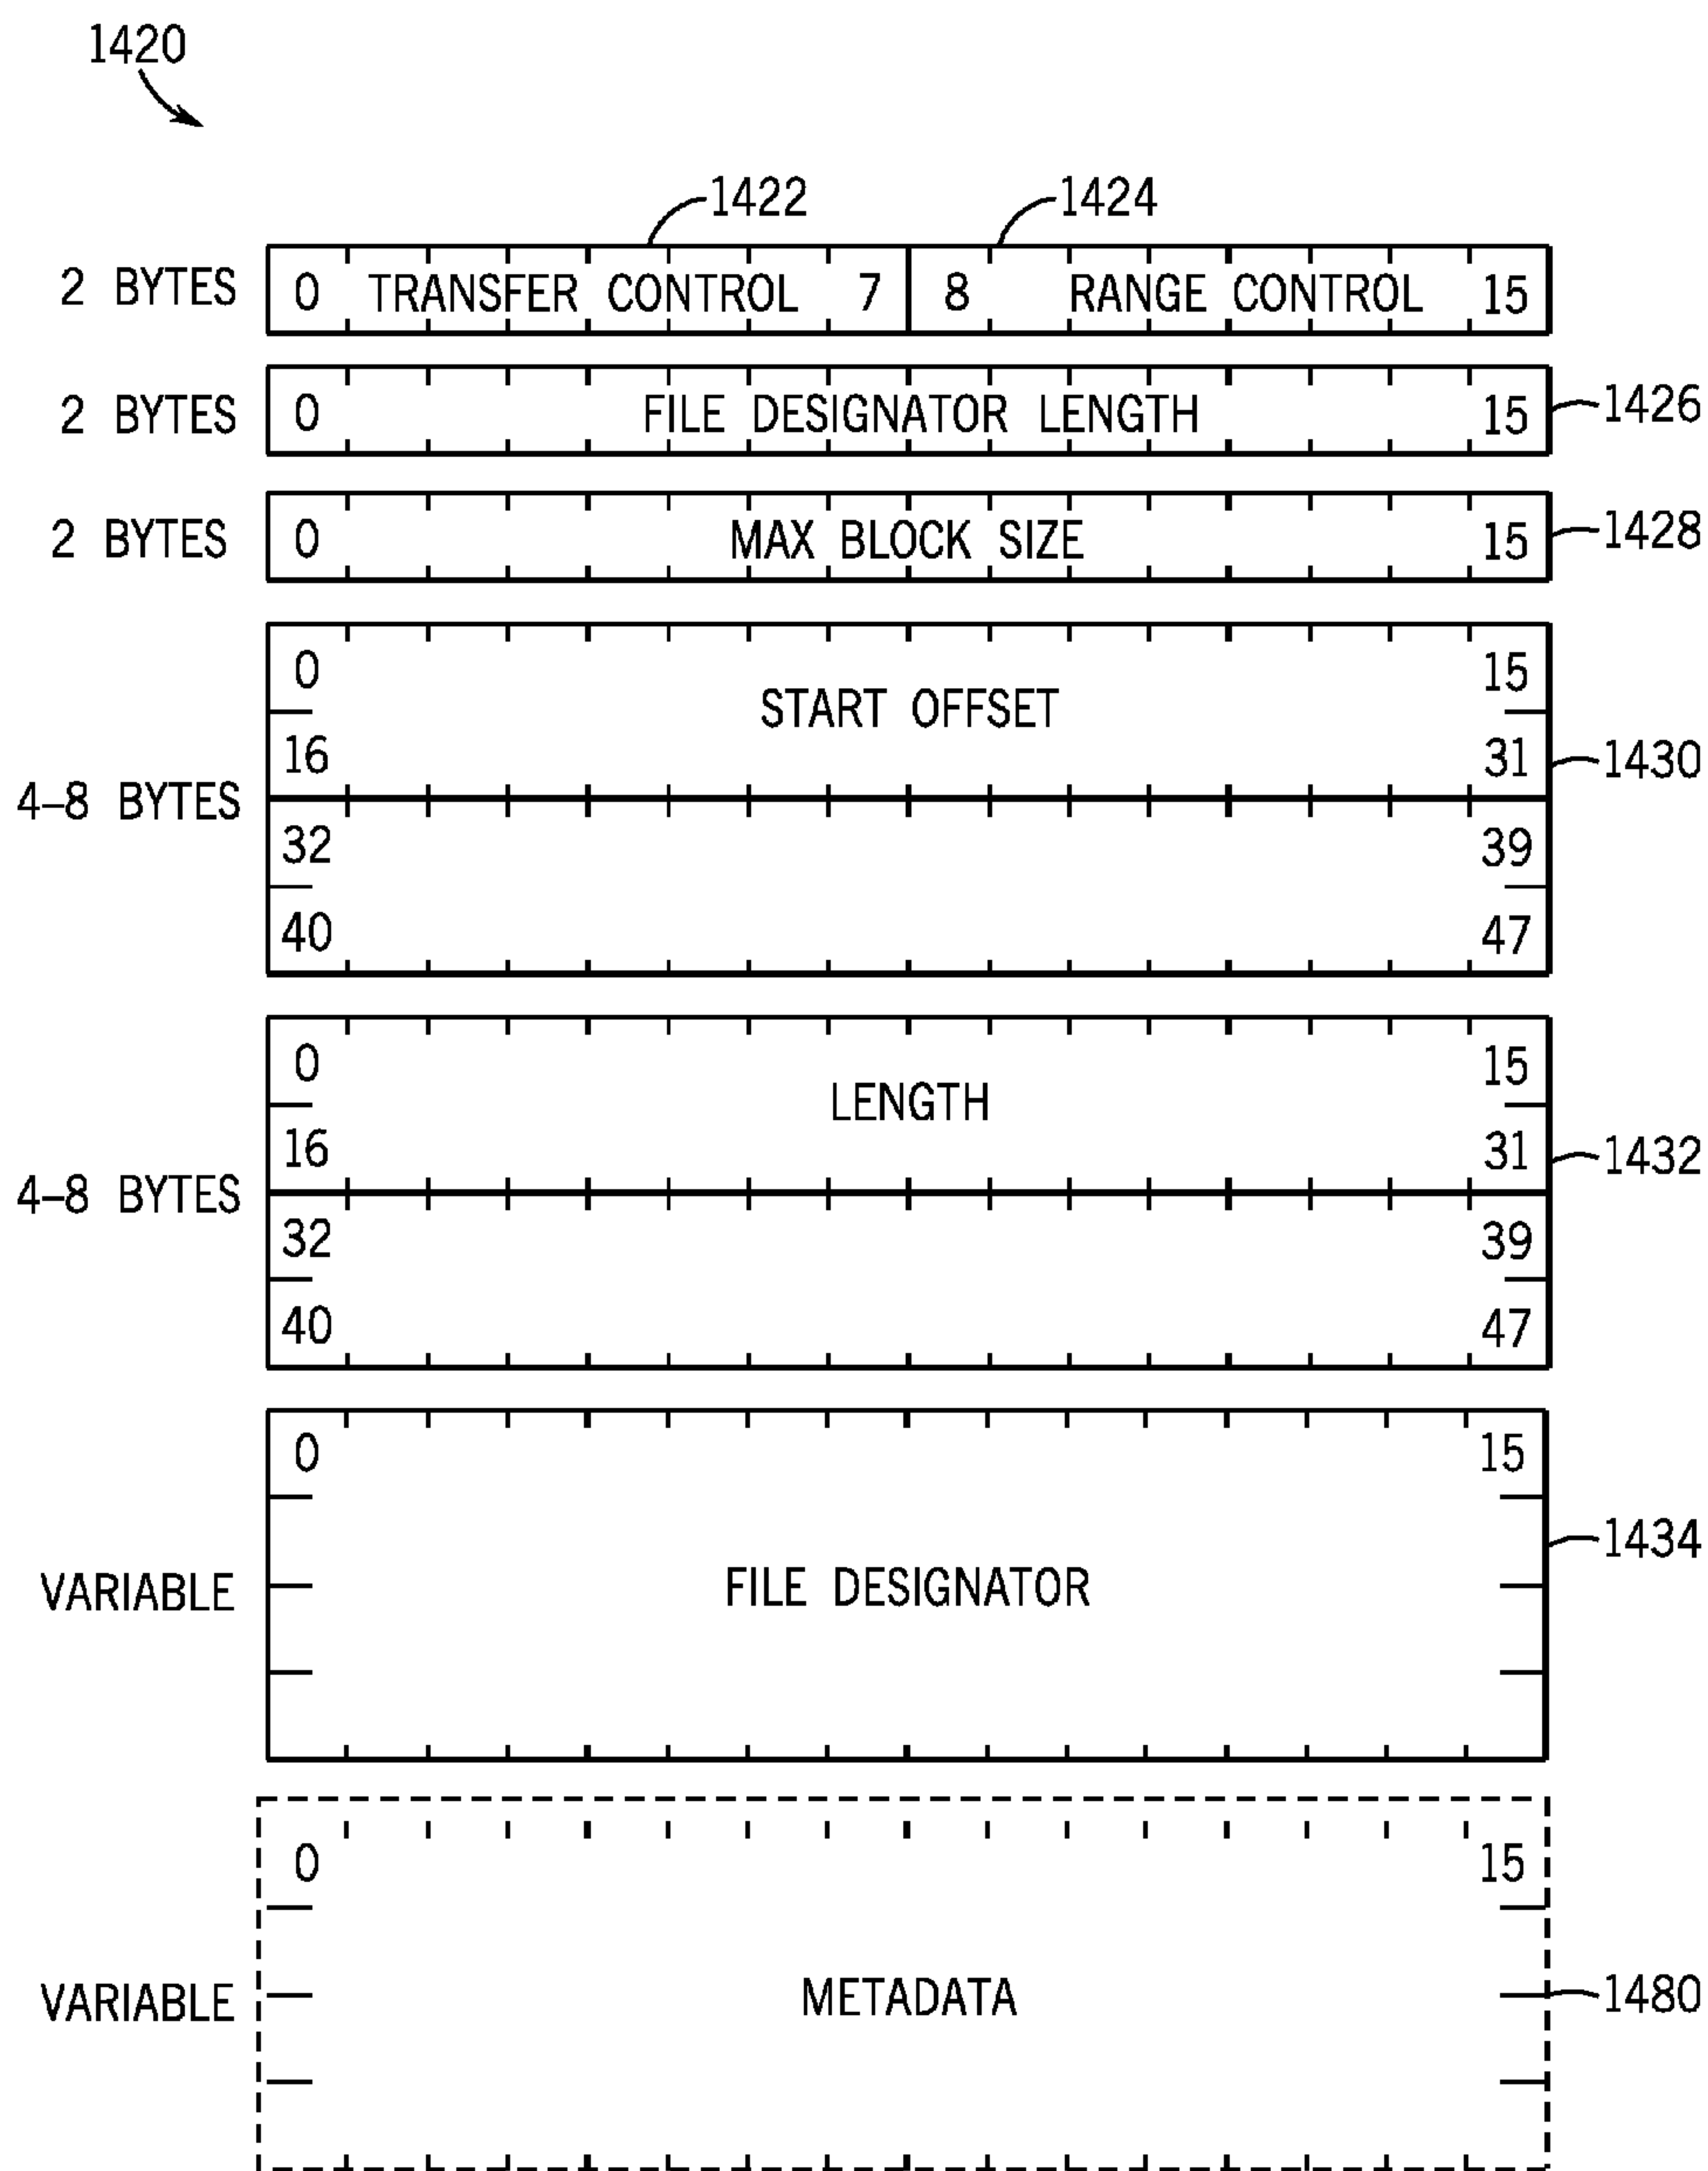 1420
1422 1424
2 BYTES 0 TRANSFER CONTROL 7 8 RANGE CONTROL 15
2 BYTES 0 FILE DESIGNATOR LENGTH 15 1426
2 BYTES 0 MAX BLOCK SIZE 15 1428
0 15
START OFFSET
16 31 1430
4–8 BYTES
32 39
40 47
0 15
LENGTH
16 31 1432
4–8 BYTES
32 39
40 47
0 15
1434
VARIABLE FILE DESIGNATOR
0 15
VARIABLE METADATA 1480